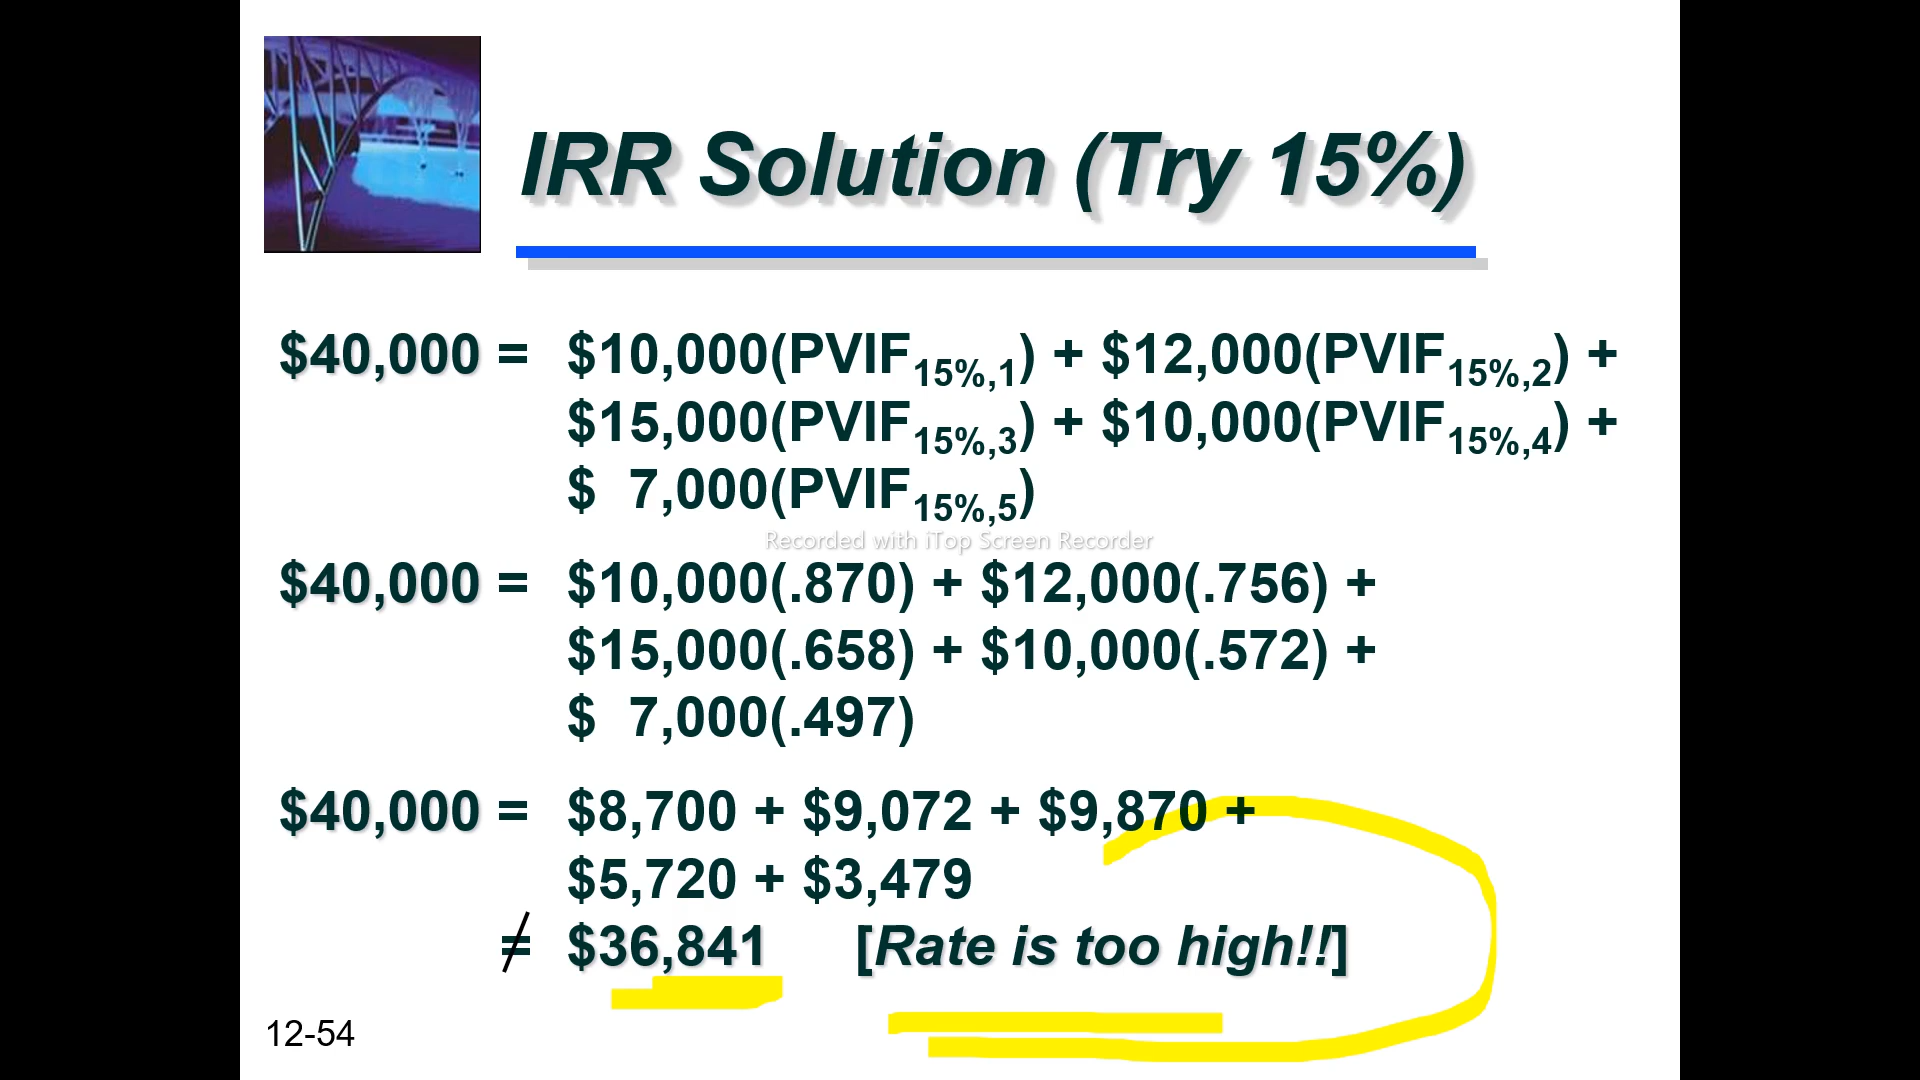 IRR Solution (Try 15%)
$40,000 = $10,000(PVIF15%,1) + $12,000(PVIF15%,2) +
$15,000(PVIF15%,3) + $10,000(PVIF15%,4) +
$ 7,000(PVIF15%,5)
Recorded with iTop Screen Recorder
$40,000 = $10,000(.870) + $12,000(.756) +
$15,000(.658) + $10,000(.572) +
$ 7,000(.497)
$40,000 = $8,700 + $9,072 + $9,870 +
$5,720 + $3,479
≠ $36,841 [Rate is too high!!]
12-54